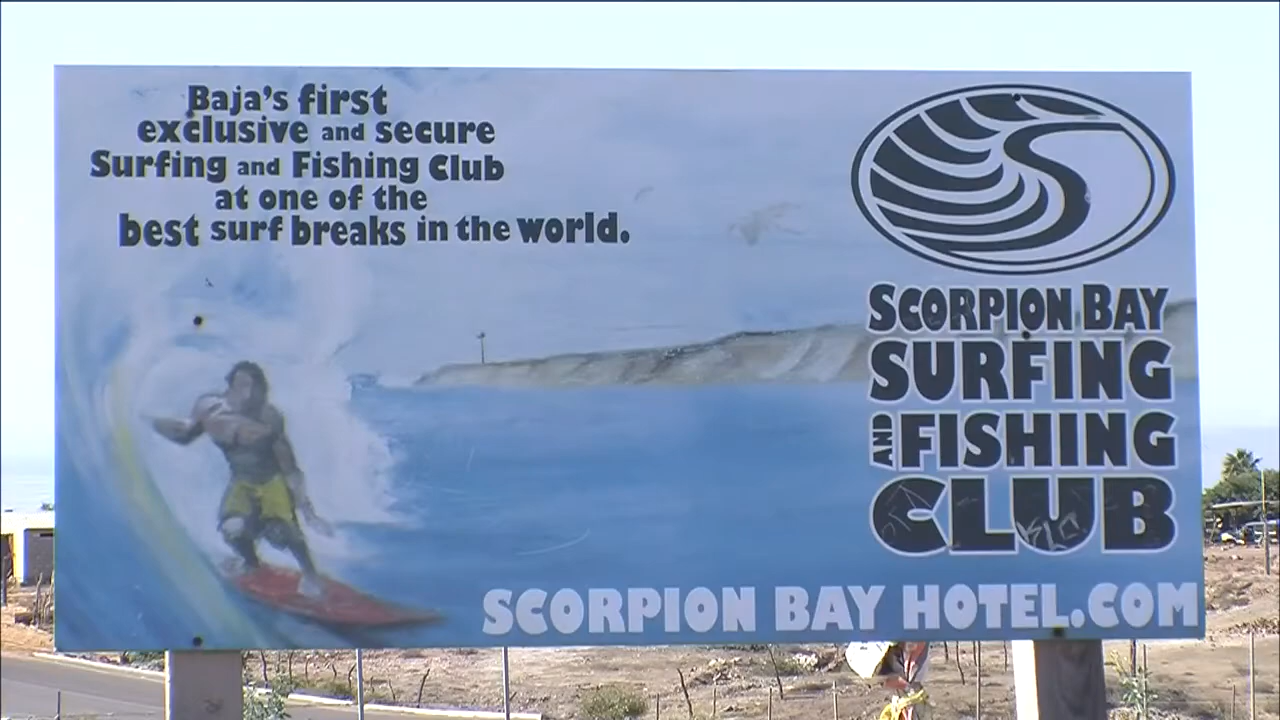 Baja's first
exclusive and secure
Surfing and Fishing Club
at one of the
best surf breaks in the world.
SCORPION BAY
SURFING
AND FISHING
CLUB
SCORPION BAY HOTEL.COM